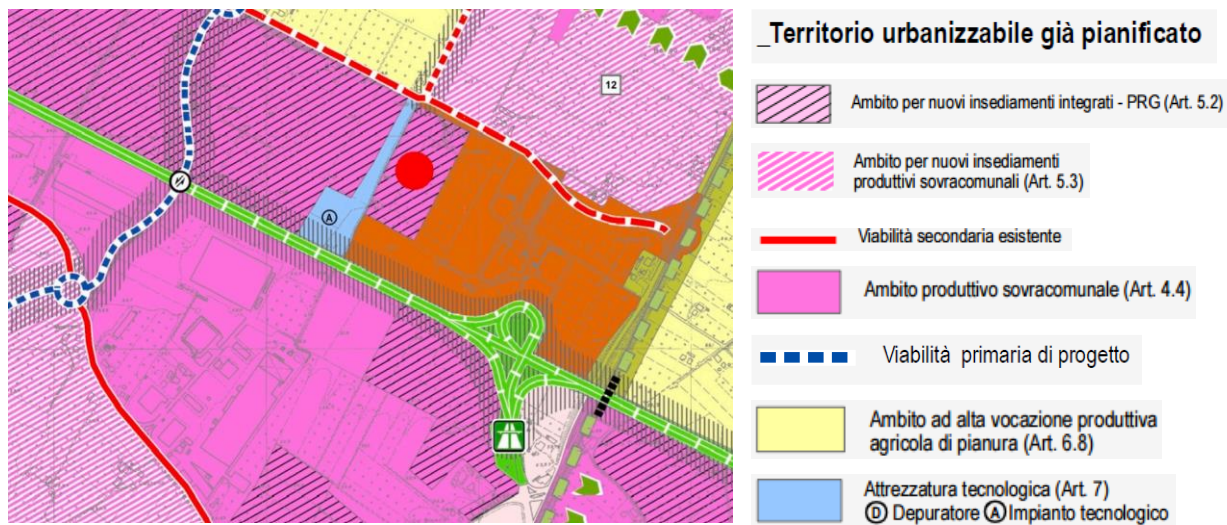 12
A
_Territorio urbanizzabile già pianificato
Ambito per nuovi insediamenti integrati - PRG (Art. 5.2)
Ambito per nuovi insediamenti
produttivi sovracomunali (Art. 5.3)
Viabilità secondaria esistente
Ambito produttivo sovracomunale (Art. 4.4)
Viabilità primaria di progetto
Ambito ad alta vocazione produttiva
agricola di pianura (Art. 6.8)
Attrezzatura tecnologica (Art. 7)
Ⓓ Depuratore Ⓐ Impianto tecnologico